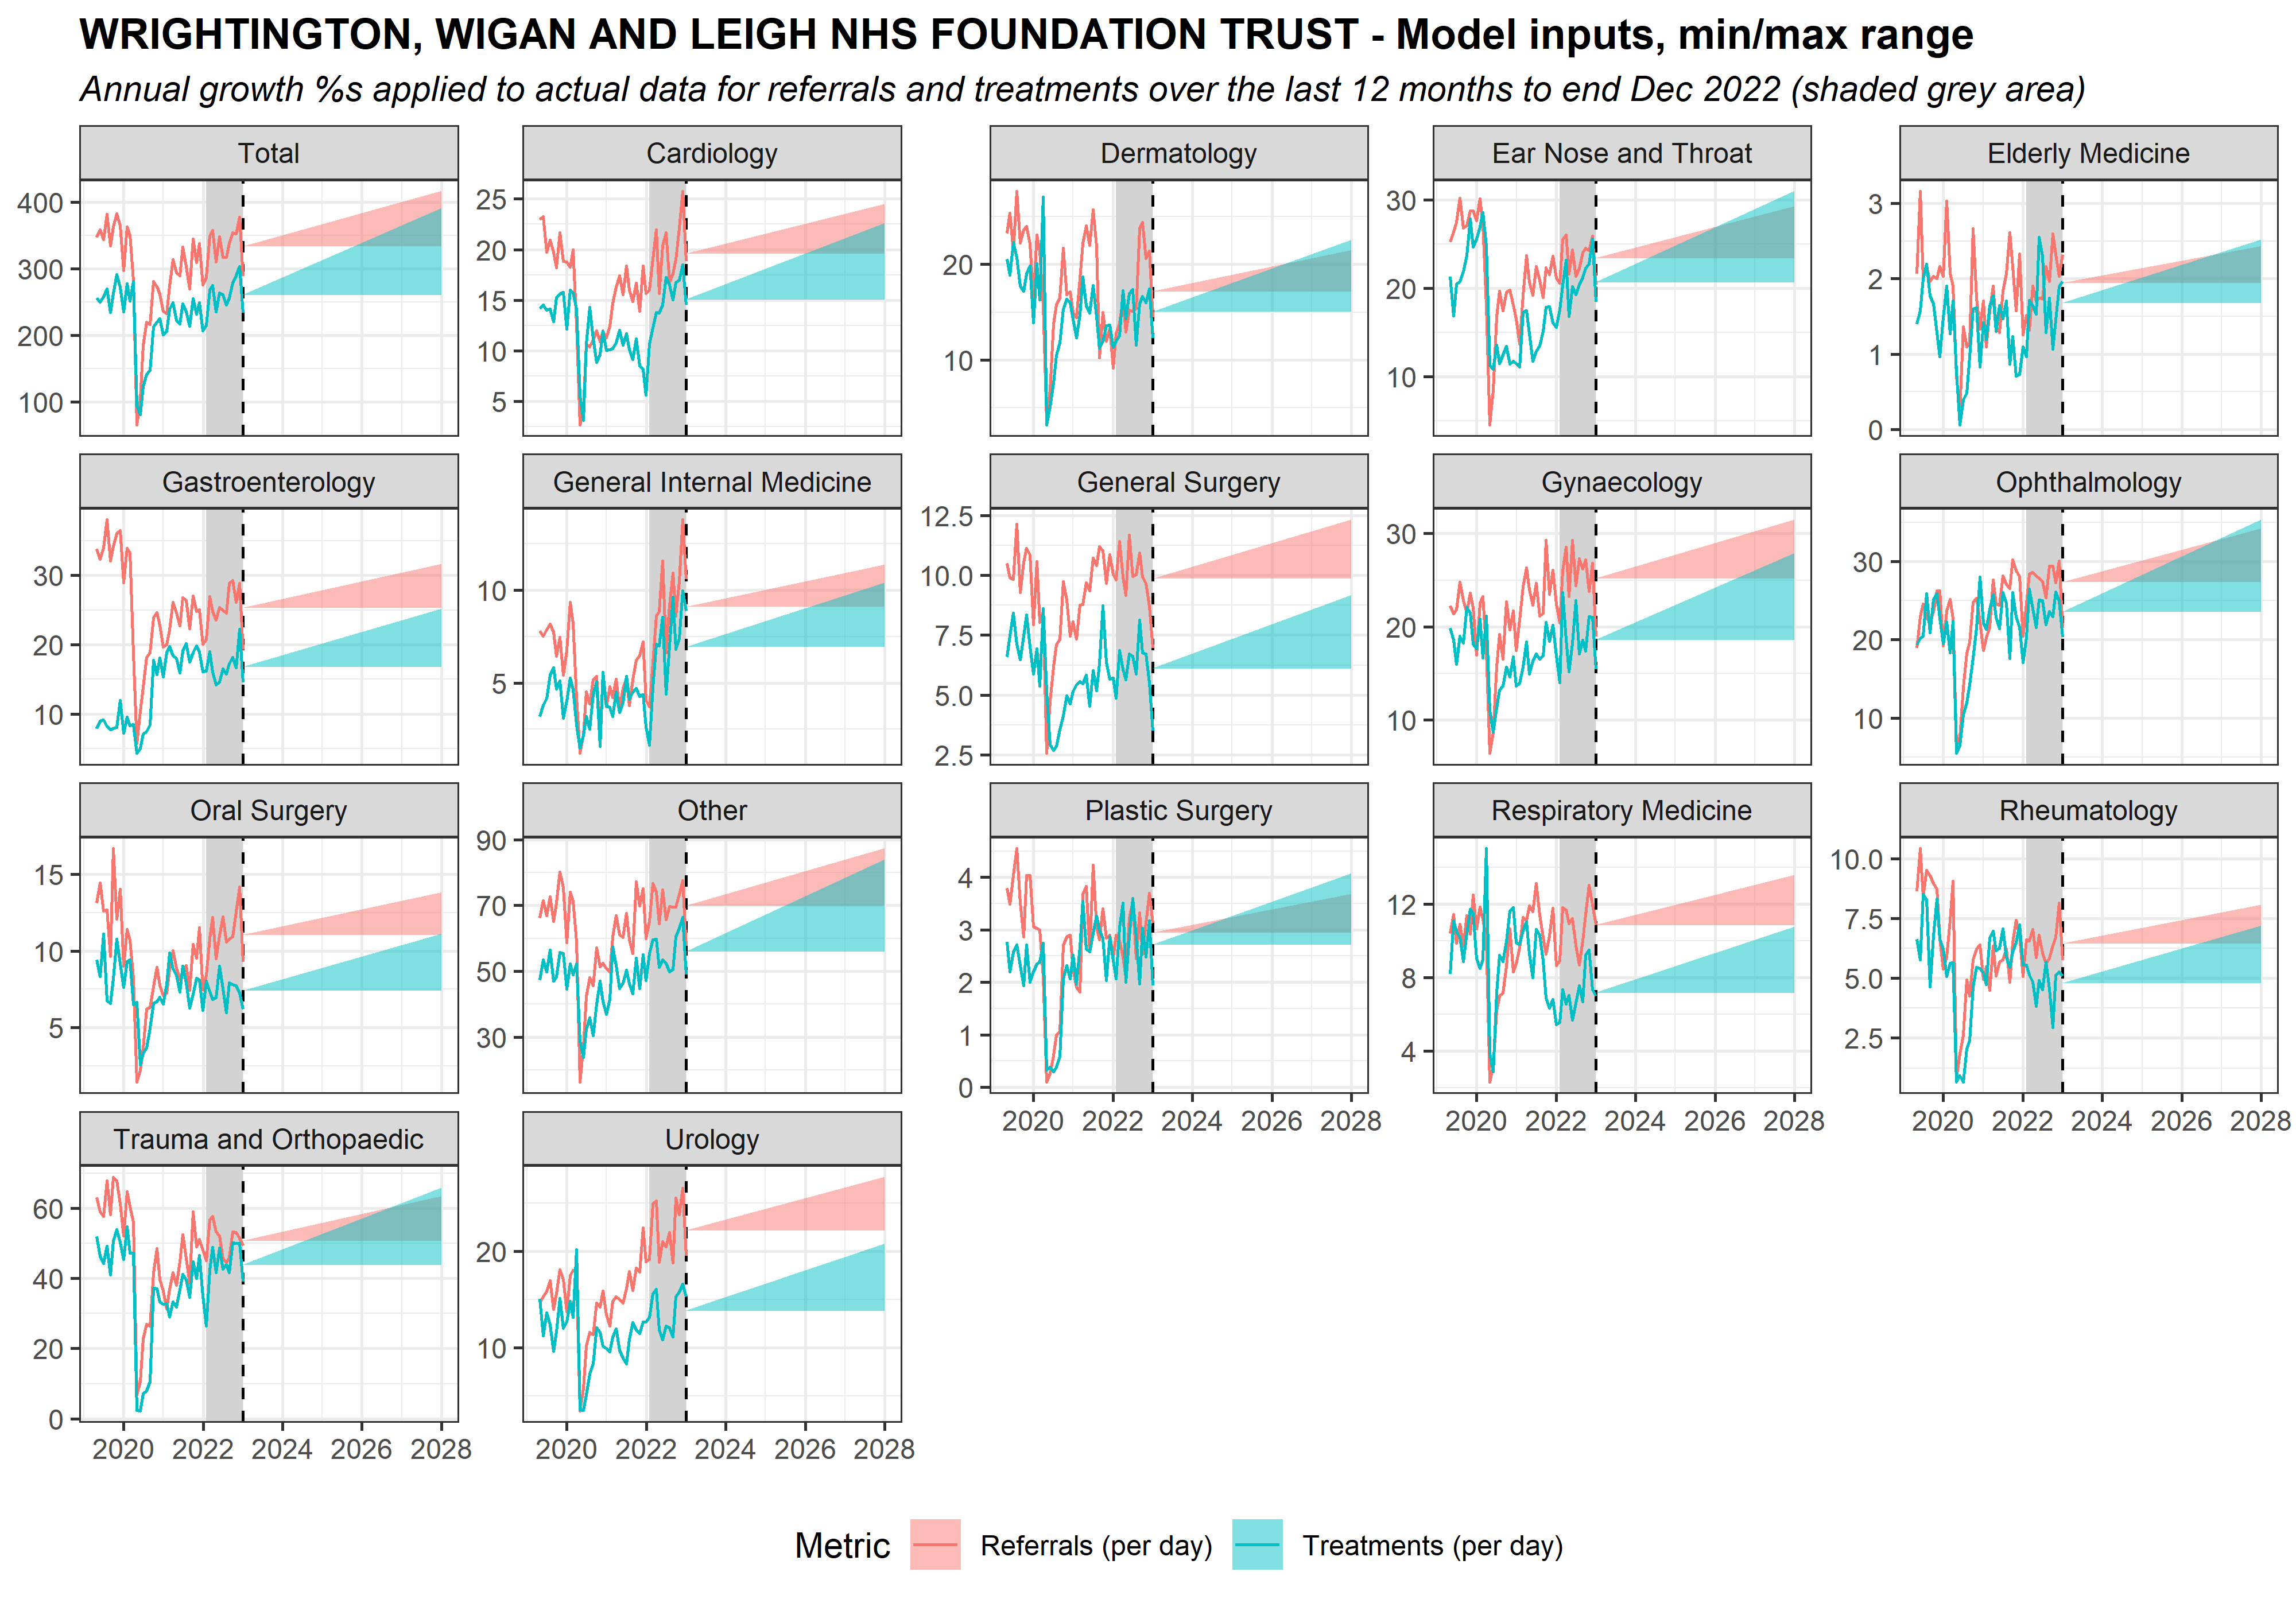 WRIGHTINGTON, WIGAN AND LEIGH NHS FOUNDATION TRUST - Model inputs, min/max range
Annual growth %s applied to actual data for referrals and treatments over the last 12 months to end Dec 2022 (shaded grey area)
Total
Cardiology
Dermatology
Ear Nose and Throat
Elderly Medicine
400
300
200
100
25
20
15
10
5
20
10
30
20
10
3
2
1
0
Gastroenterology
General Internal Medicine
General Surgery
Gynaecology
Ophthalmology
30
20
10
10
5
12.5
10.0
7.5
5.0
2.5
30
20
10
30
20
10
Oral Surgery
Other
Plastic Surgery
Respiratory Medicine
Rheumatology
15
10
5
90
70
50
30
4
3
2
1
0
12
8
4
10.0
7.5
5.0
2.5
2020 2022 2024 2026 2028
2020 2022 2024 2026 2028
2020 2022 2024 2026 2028
Trauma and Orthopaedic
Urology
60
40
20
0
20
10
2020 2022 2024 2026 2028
2020 2022 2024 2026 2028
Metric Referrals (per day) Treatments (per day)